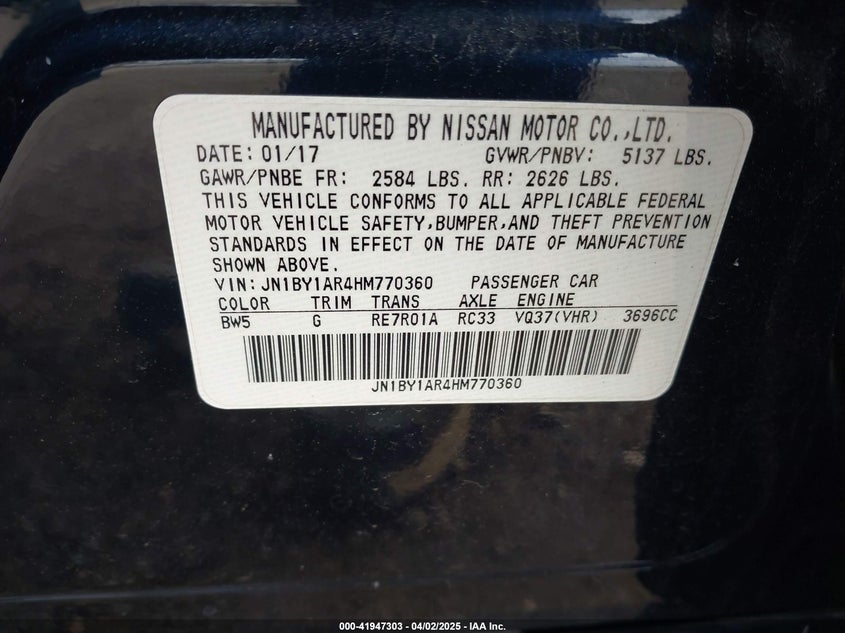 MANUFACTURED BY NISSAN MOTOR CO.,LTD.
DATE: 01/17 GVWR/PNBV: 5137 LBS.
GAWR/PNBE FR: 2584 LBS. RR: 2626 LBS.
THIS VEHICLE CONFORMS TO ALL APPLICABLE FEDERAL
MOTOR VEHICLE SAFETY,BUMPER,AND THEFT PREVENTION
STANDARDS IN EFFECT ON THE DATE OF MANUFACTURE
SHOWN ABOVE.
VIN: JN1BY1AR4HM770360 PASSENGER CAR
COLOR TRIM TRANS AXLE ENGINE
BW5 G RE7R01A RC33 VQ37(VHR) 3696CC
JN1BY1AR4HM770360
000-41947303 / 04/02/2025 - IAA Inc.